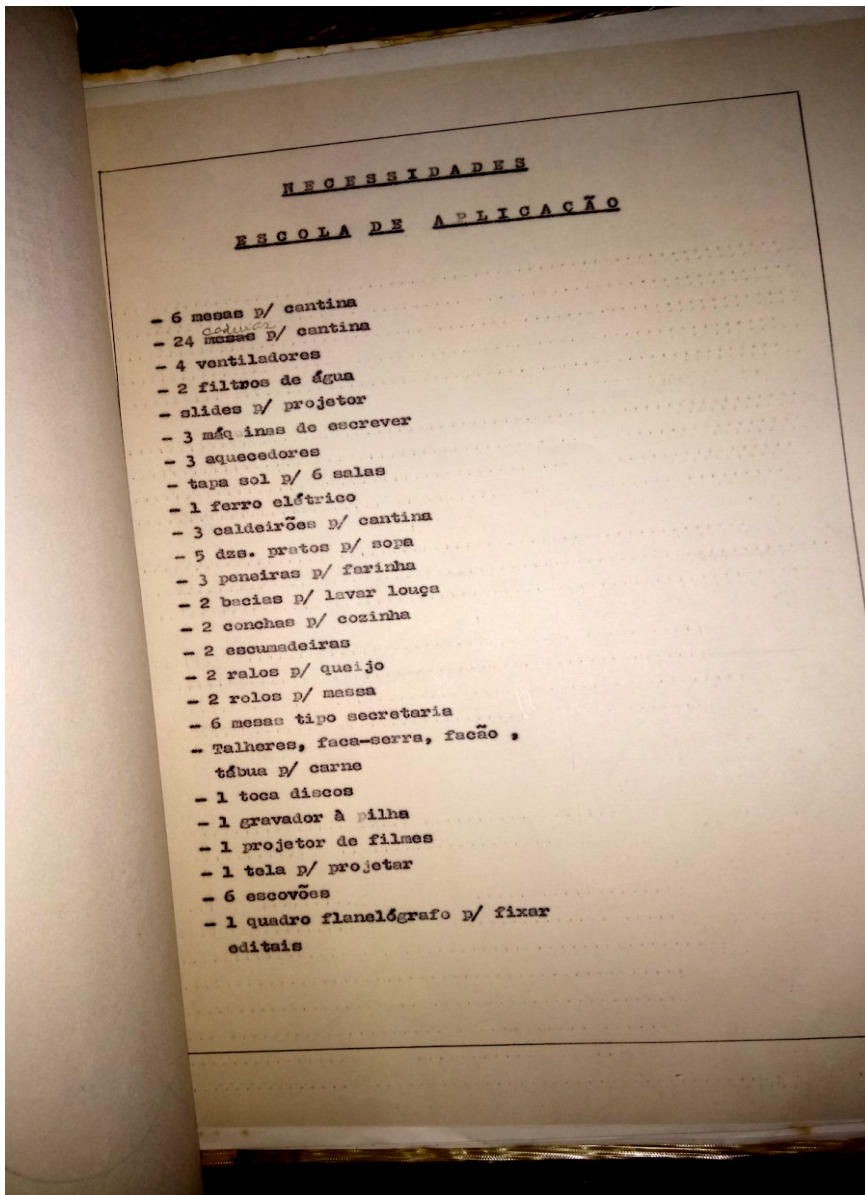 NECESSIDADES
ESCOLA DE APLICAÇÃO
- 6 mesas p/ cantina
cadeiras
- 24 mesas p/ cantina
- 4 ventiladores
- 2 filtros de água
- slides p/ projetor
- 3 máq inas de escrever
- 3 aquecedores
- tapa sol p/ 6 salas
- 1 ferro elétrico
- 3 caldeirões p/ cantina
- 5 dzs. pratos p/ sopa
- 3 peneiras p/ farinha
- 2 bacias p/ lavar louça
- 2 conchas p/ cozinha
- 2 escumadeiras
- 2 ralos p/ queijo
- 2 rolos p/ massa
- 6 mesas tipo secretaria
- Talheres, faca-serra, facão ,
tábua p/ carne
- 1 toca discos
- 1 gravador à pilha
- 1 projetor de filmes
- 1 tela p/ projetar
- 6 escovões
- 1 quadro flanelógrafo p/ fixar
editais